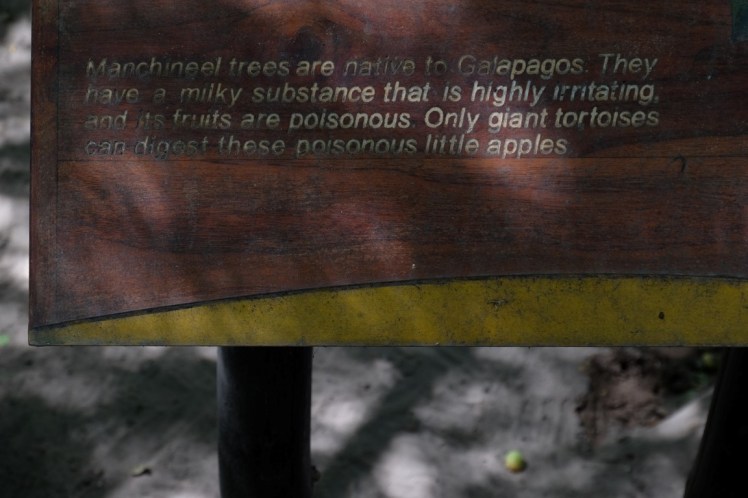 Manchineel trees are native to Galapagos. They
have a milky substance that is highly irritating,
and its fruits are poisonous. Only giant tortoises
can digest these poisonous little apples